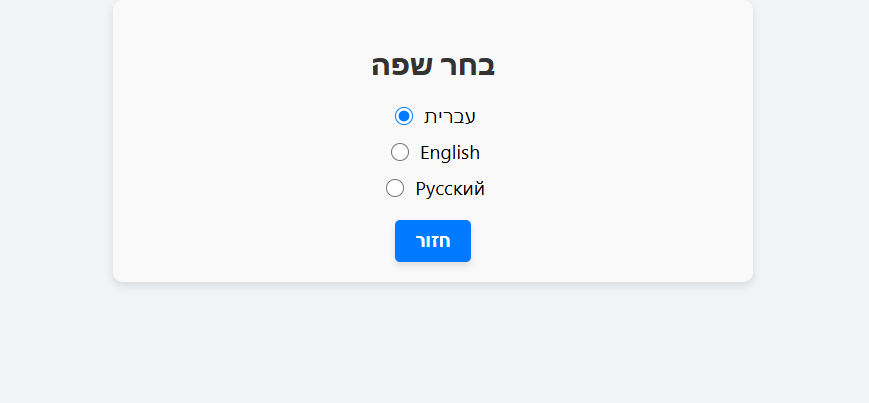 בחר שפה
עברית
English
Русский
חזור